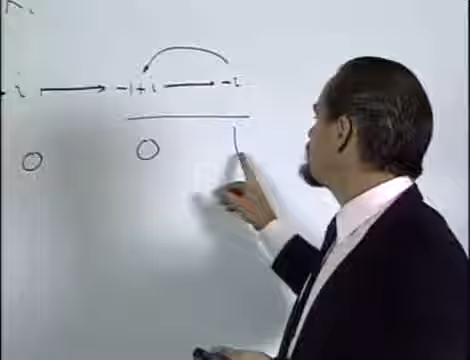 i → -1+i → -i
0 0